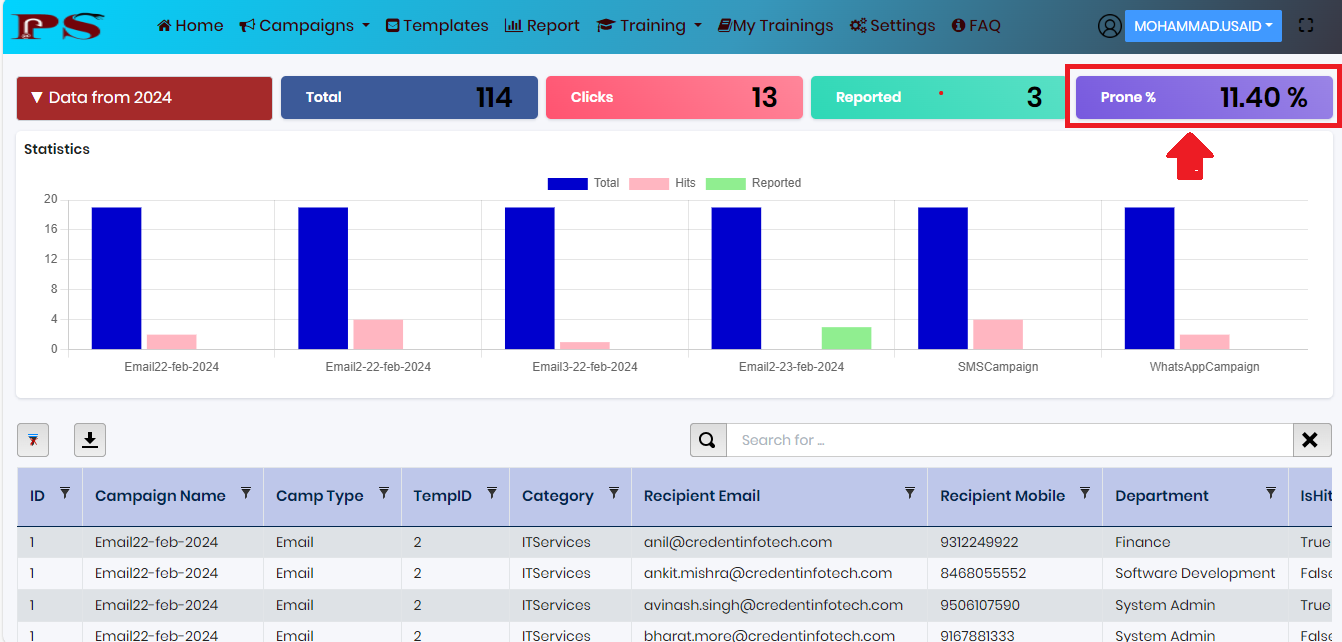 PS Home Campaigns Templates Report Training My Trainings Settings FAQ MOHAMMAD.USAID
▼ Data from 2024 Total 114 Clicks 13 Reported 3 Prone % 11.40 %
Statistics
Total Hits Reported
20
16
12
8
4
0
Email22-feb-2024 Email2-22-feb-2024 Email3-22-feb-2024 Email2-23-feb-2024 SMSCampaign WhatsAppCampaign
Search for ...
ID Campaign Name Camp Type TempID Category Recipient Email Recipient Mobile Department IsHit
1 Email22-feb-2024 Email 2 ITServices anil@credentinfotech.com 9312249922 Finance True
1 Email22-feb-2024 Email 2 ITServices ankit.mishra@credentinfotech.com 8468055552 Software Development False
1 Email22-feb-2024 Email 2 ITServices avinash.singh@credentinfotech.com 9506107590 System Admin True
1 Email22-feb-2024 Email 2 ITServices bharat.more@credentinfotech.com 9167881333 System Admin False